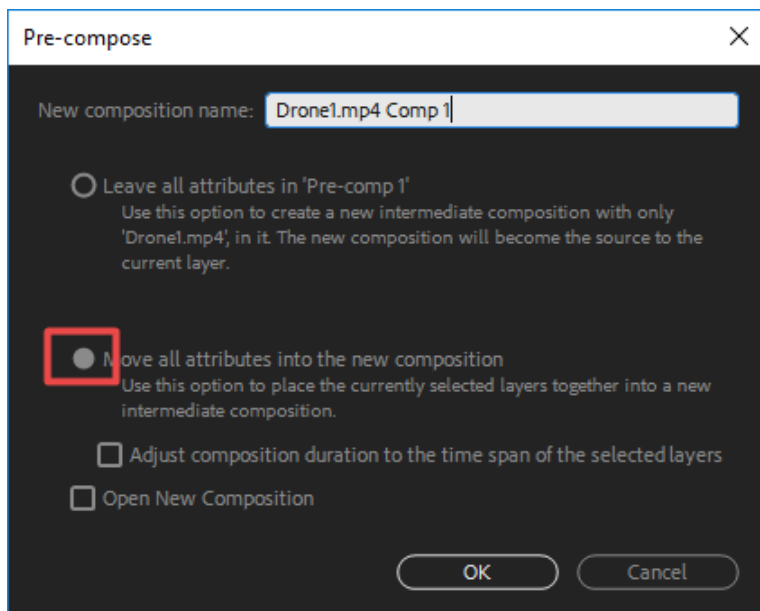 Pre-compose
New composition name: Drone1.mp4 Comp 1
Leave all attributes in 'Pre-comp 1'
Use this option to create a new intermediate composition with only
'Drone1.mp4', in it. The new composition will become the source to the
current layer.
Move all attributes into the new composition
Use this option to place the currently selected layers together into a new
intermediate composition.
Adjust composition duration to the time span of the selected layers
Open New Composition
OK Cancel